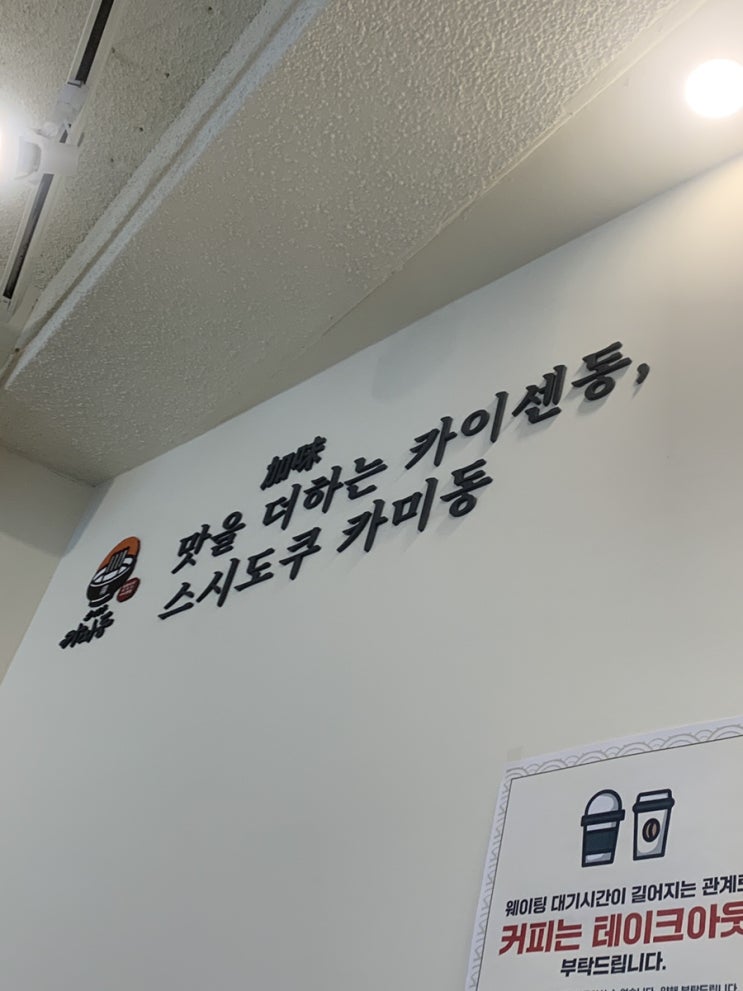 加味
맛을 더하는 카이센동,
스시도쿠 카미동
카미동
웨이팅 대기시간이 길어지는 관계로
커피는 테이크아웃
부탁드립니다.